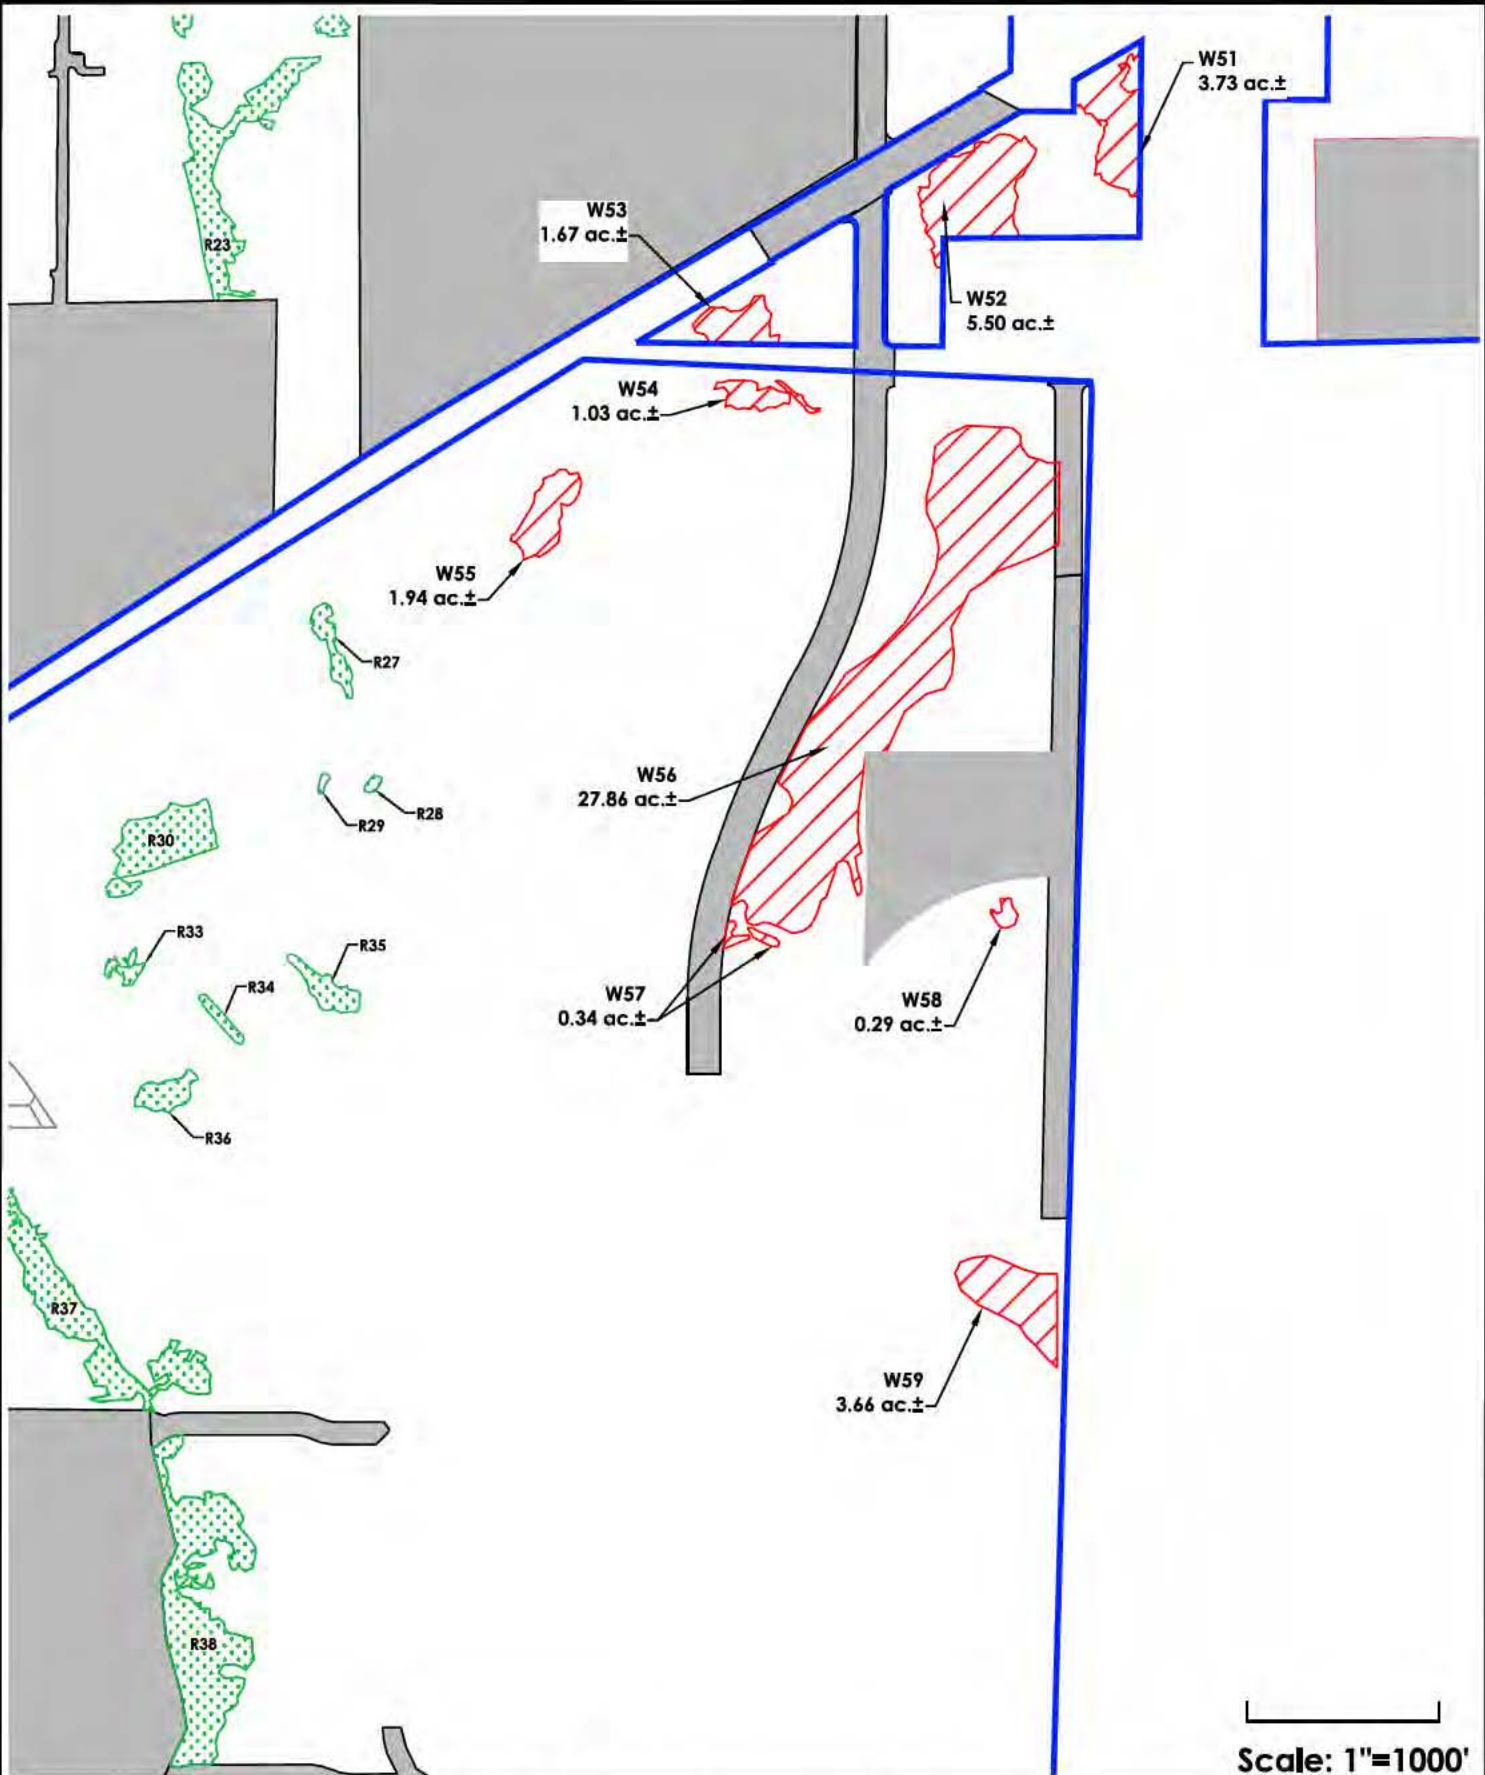 W51
3.73 ac.±
W53
1.67 ac.±
R23
W52
5.50 ac.±
W54
1.03 ac.±
W55
1.94 ac.±
R27
W56
27.86 ac.±
R28
R29
R30
R33
R35
R34
W57
0.34 ac.±
W58
0.29 ac.±
R36
R37
W59
3.66 ac.±
R38
Scale: 1"=1000'